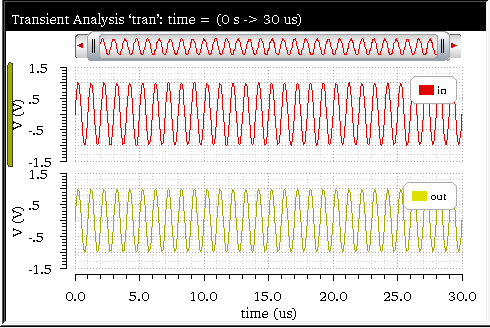 Transient Analysis ‘tran’: time = (0 s -> 30 us)
1.5
.5
-.5
-1.5
V (V)
in
1.5
.5
-.5
-1.5
V (V)
out
0.0 5.0 10.0 15.0 20.0 25.0 30.0
time (us)